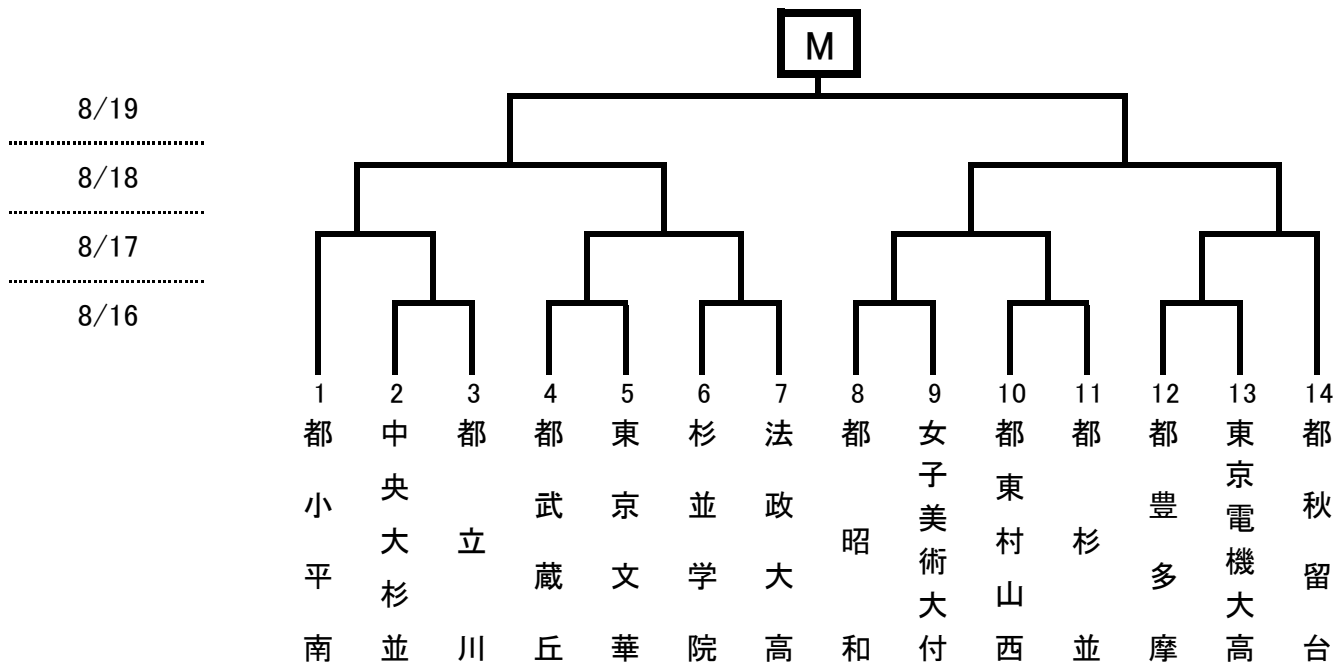 M
8/19
8/18
8/17
8/16
1
2
3
4
5
6
7
8
9
10
11
12
13
14
都小平南
中央大杉並
都立川
都武蔵丘
東京文華
杉並学院
法政大高
都昭和
女子美術大付
都東村山西
都杉並
都豊多摩
東京電機大高
都秋留台